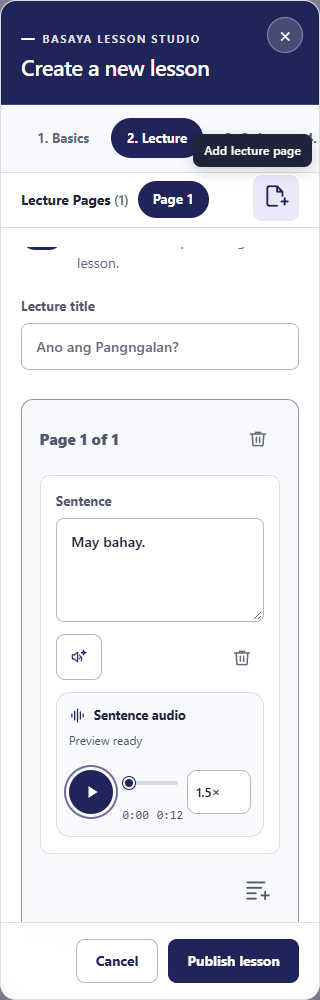 BASAYA LESSON STUDIO
Create a new lesson
1. Basics
2. Lecture
Add lecture page
Lecture Pages (1)
Page 1
lesson.
Lecture title
Ano ang Pangngalan?
Page 1 of 1
Sentence
May bahay.
Sentence audio
Preview ready
1.5×
0:00 0:12
Cancel
Publish lesson